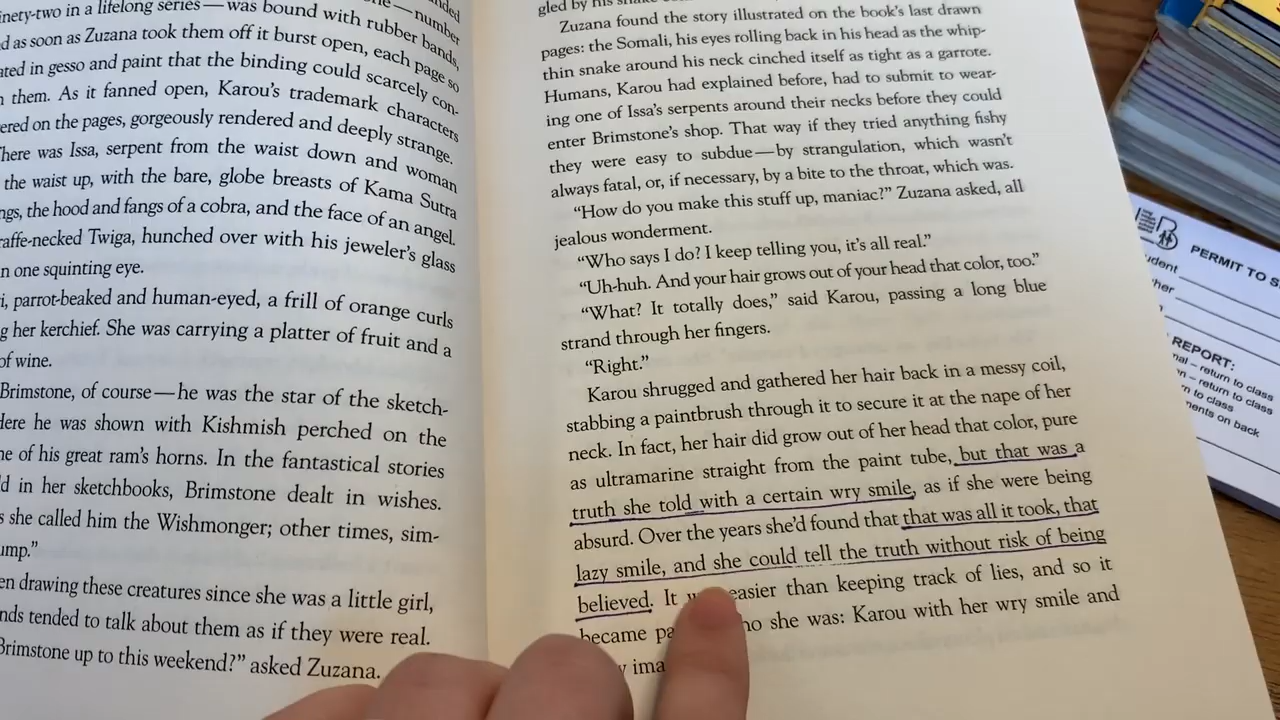 inety-two in a lifelong series — was bound with rubber bands,
d as soon as Zuzana took them off it burst open, each page so
ated in gesso and paint that the binding could scarcely con-
them. As it fanned open, Karou's trademark characters
ered on the pages, gorgeously rendered and deeply strange.
here was Issa, serpent from the waist down and woman
the waist up, with the bare, globe breasts of Kama Sutra
ngs, the hood and fangs of a cobra, and the face of an angel.
raffe-necked Twiga, hunched over with his jeweler's glass
n one squinting eye.
i, parrot-beaked and human-eyed, a frill of orange curls
g her kerchief. She was carrying a platter of fruit and a
of wine.
Brimstone, of course — he was the star of the sketch-
Here he was shown with Kishmish perched on the
ne of his great ram's horns. In the fantastical stories
d in her sketchbooks, Brimstone dealt in wishes.
s she called him the Wishmonger; other times, sim-
ump."
en drawing these creatures since she was a little girl,
nds tended to talk about them as if they were real.
Brimstone up to this weekend?" asked Zuzana.
gled by his snake
Zuzana found the story illustrated on the book's last drawn
pages: the Somali, his eyes rolling back in his head as the whip-
thin snake around his neck cinched itself as tight as a garrote.
Humans, Karou had explained before, had to submit to wear-
ing one of Issa's serpents around their necks before they could
enter Brimstone's shop. That way if they tried anything fishy
they were easy to subdue — by strangulation, which wasn't
always fatal, or, if necessary, by a bite to the throat, which was.
"How do you make this stuff up, maniac?" Zuzana asked, all
jealous wonderment.
"Who says I do? I keep telling you, it's all real."
"Uh-huh. And your hair grows out of your head that color, too."
"What? It totally does," said Karou, passing a long blue
strand through her fingers.
"Right."
Karou shrugged and gathered her hair back in a messy coil,
stabbing a paintbrush through it to secure it at the nape of her
neck. In fact, her hair did grow out of her head that color, pure
as ultramarine straight from the paint tube, but that was a
truth she told with a certain wry smile, as if she were being
absurd. Over the years she'd found that that was all it took, that
lazy smile, and she could tell the truth without risk of being
believed. It easier than keeping track of lies, and so it
became pa ho she was: Karou with her wry smile and
ima
PERMIT TO S
udent
her
REPORT:
nal – return to class
n – return to class
n to class
ments on back